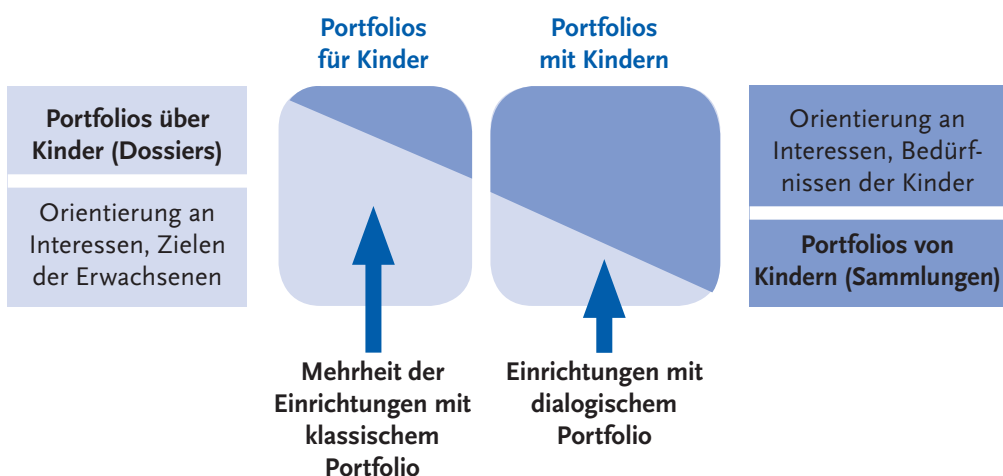 Portfolios
für Kinder
Portfolios
mit Kindern
Portfolios über
Kinder (Dossiers)
Orientierung an
Interessen, Zielen
der Erwachsenen
Orientierung an
Interessen, Bedürf-
nissen der Kinder
Portfolios von
Kindern (Sammlungen)
Mehrheit der
Einrichtungen mit
klassischem
Portfolio
Einrichtungen mit
dialogischem
Portfolio